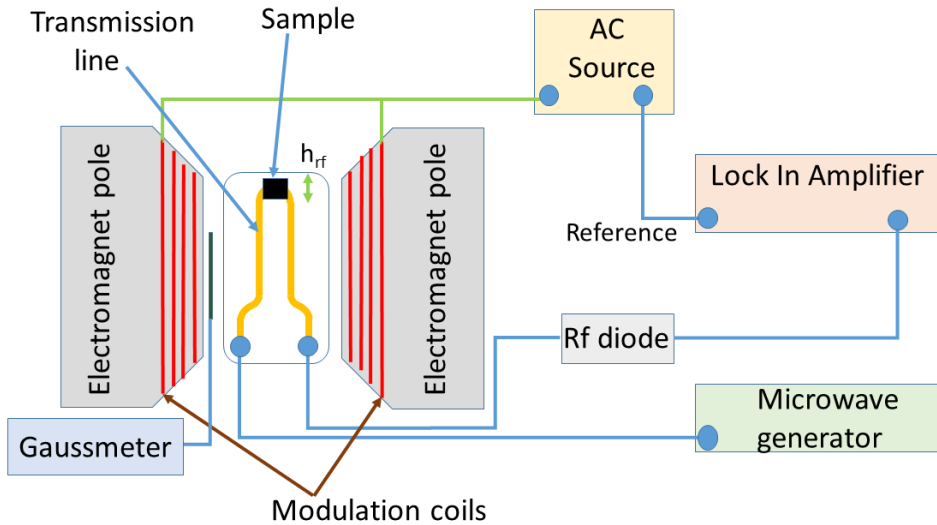 Transmission
line
Sample
AC
Source
h_rf
Electromagnet pole
Electromagnet pole
Lock In Amplifier
Reference
Rf diode
Microwave
generator
Gaussmeter
Modulation coils